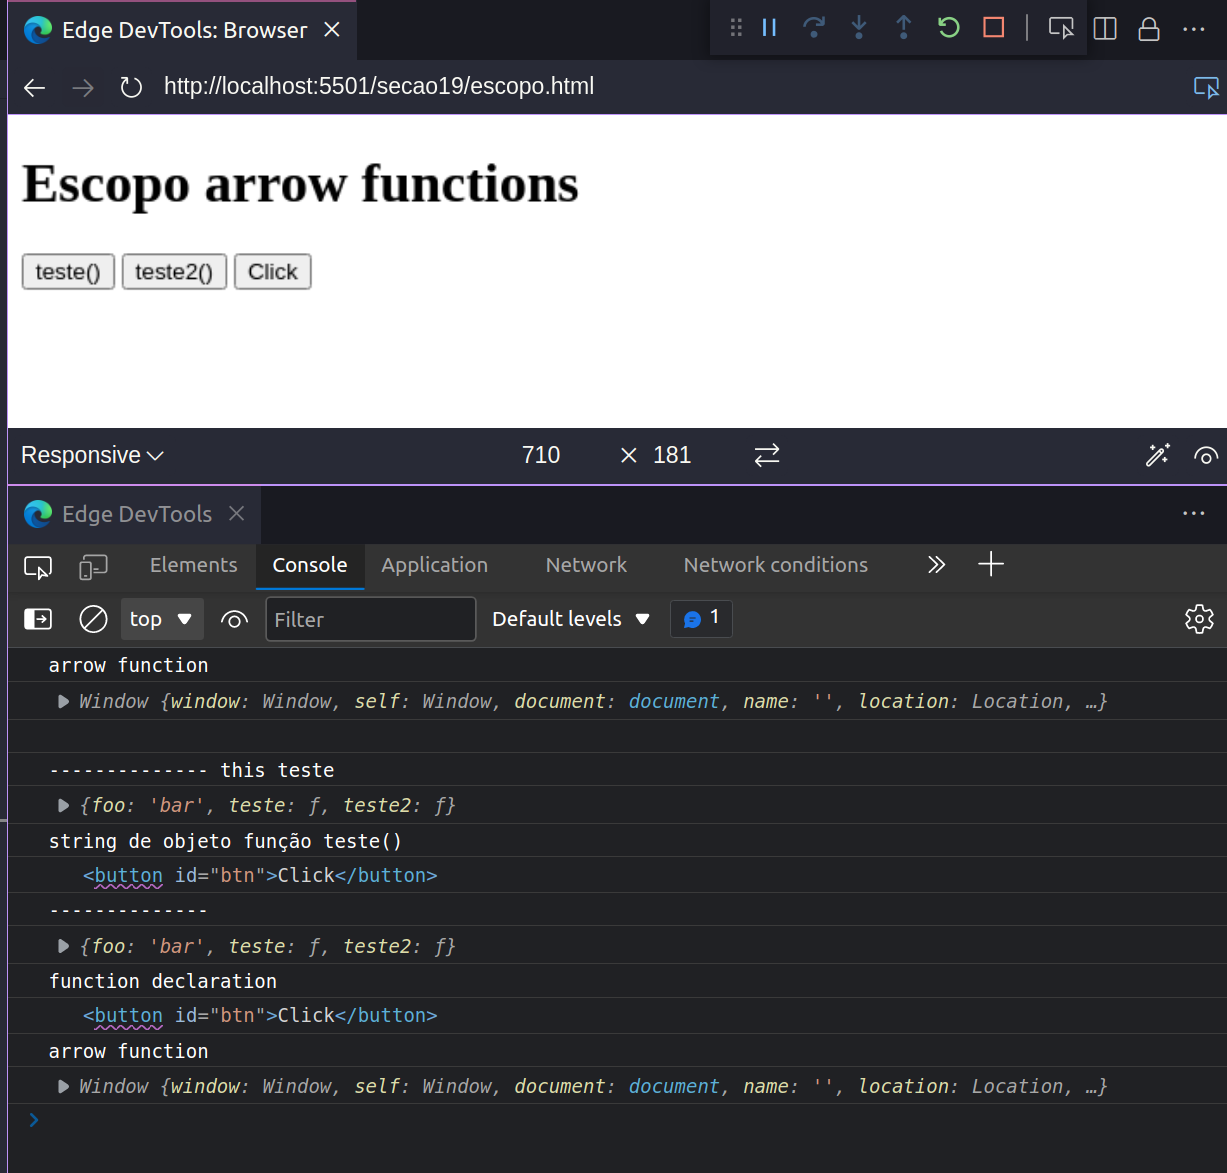 Edge DevTools: Browser
http://localhost:5501/secao19/escopo.html
Escopo arrow functions
teste() teste2() Click
Responsive 710 × 181
Edge DevTools
Elements Console Application Network Network conditions
top Filter Default levels 1
arrow function
Window {window: Window, self: Window, document: document, name: '', location: Location, …}
-------------- this teste
{foo: 'bar', teste: ƒ, teste2: ƒ}
string de objeto função teste()
<button id="btn">Click</button>
--------------
{foo: 'bar', teste: ƒ, teste2: ƒ}
function declaration
<button id="btn">Click</button>
arrow function
Window {window: Window, self: Window, document: document, name: '', location: Location, …}